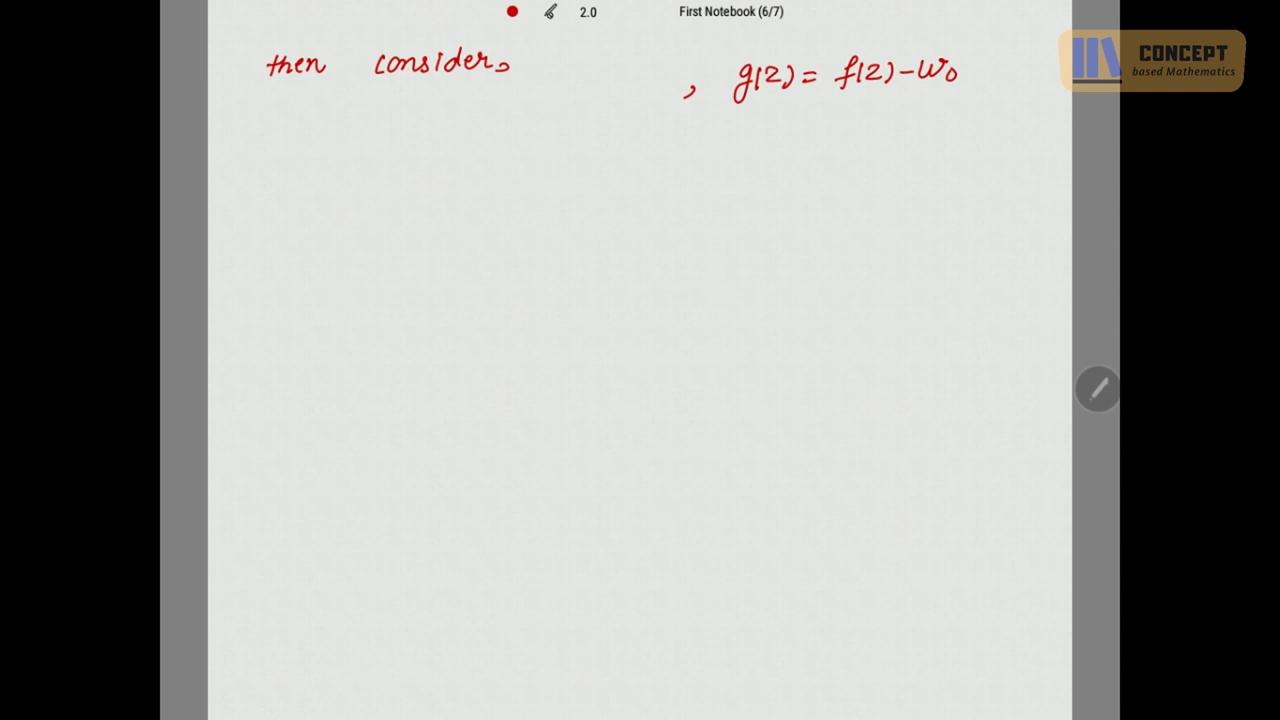 2.0 First Notebook (6/7)
CONCEPT
based Mathematics
then consider, , g(z) = f(z) - w₀